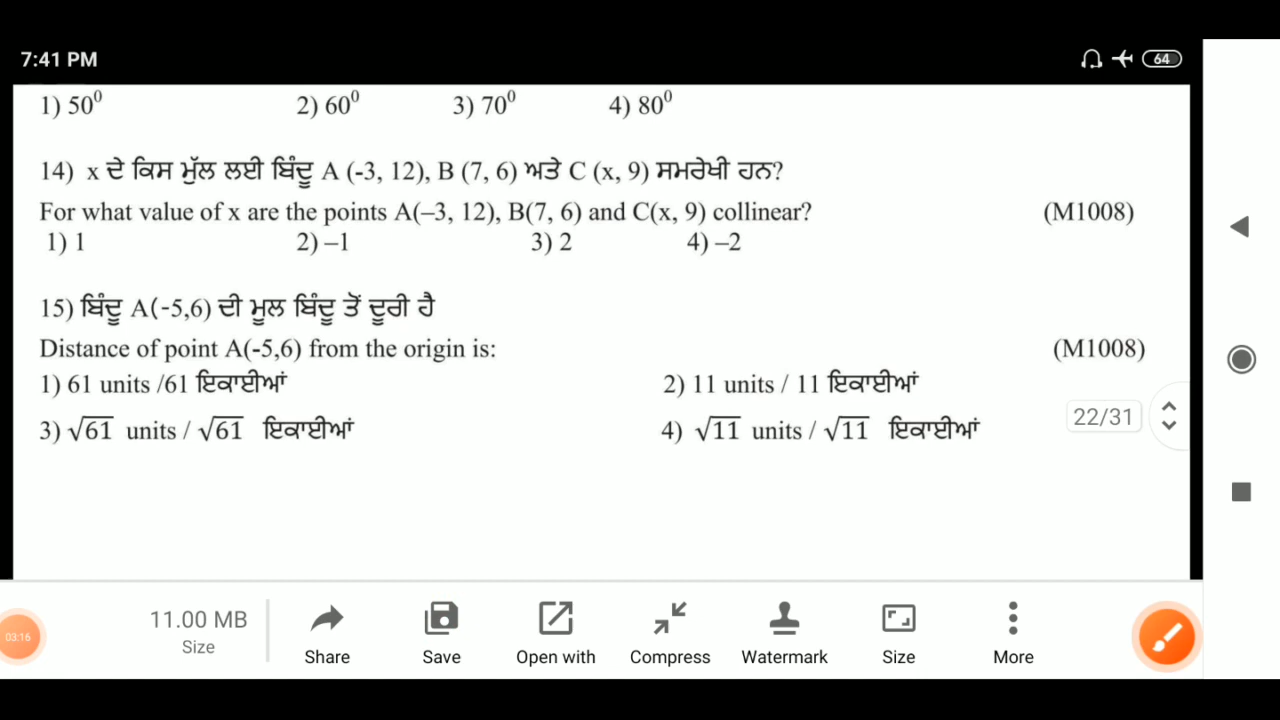 7:41 PM
64
1) 50⁰ 2) 60⁰ 3) 70⁰ 4) 80⁰
14) x ਦੇ ਕਿਸ ਮੁੱਲ ਲਈ ਬਿੰਦੂ A (-3, 12), B (7, 6) ਅਤੇ C (x, 9) ਸਮਰੇਖੀ ਹਨ?
For what value of x are the points A(–3, 12), B(7, 6) and C(x, 9) collinear? (M1008)
1) 1 2) –1 3) 2 4) –2
15) ਬਿੰਦੂ A(-5,6) ਦੀ ਮੂਲ ਬਿੰਦੂ ਤੋਂ ਦੂਰੀ ਹੈ
Distance of point A(-5,6) from the origin is: (M1008)
1) 61 units /61 ਇਕਾਈਆਂ 2) 11 units / 11 ਇਕਾਈਆਂ
3) √61 units / √61 ਇਕਾਈਆਂ 4) √11 units / √11 ਇਕਾਈਆਂ
22/31
03:16
11.00 MB
Size
Share Save Open with Compress Watermark Size More